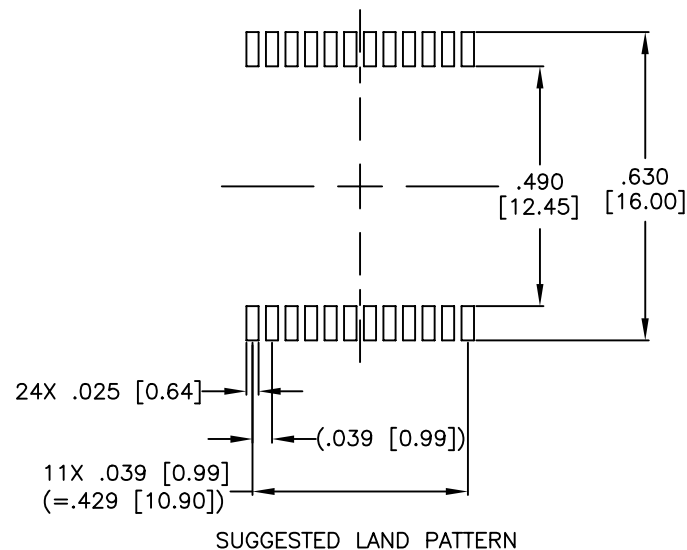 .490
[12.45]
.630
[16.00]
24X .025 [0.64]
(.039 [0.99])
11X .039 [0.99]
(=.429 [10.90])
SUGGESTED LAND PATTERN